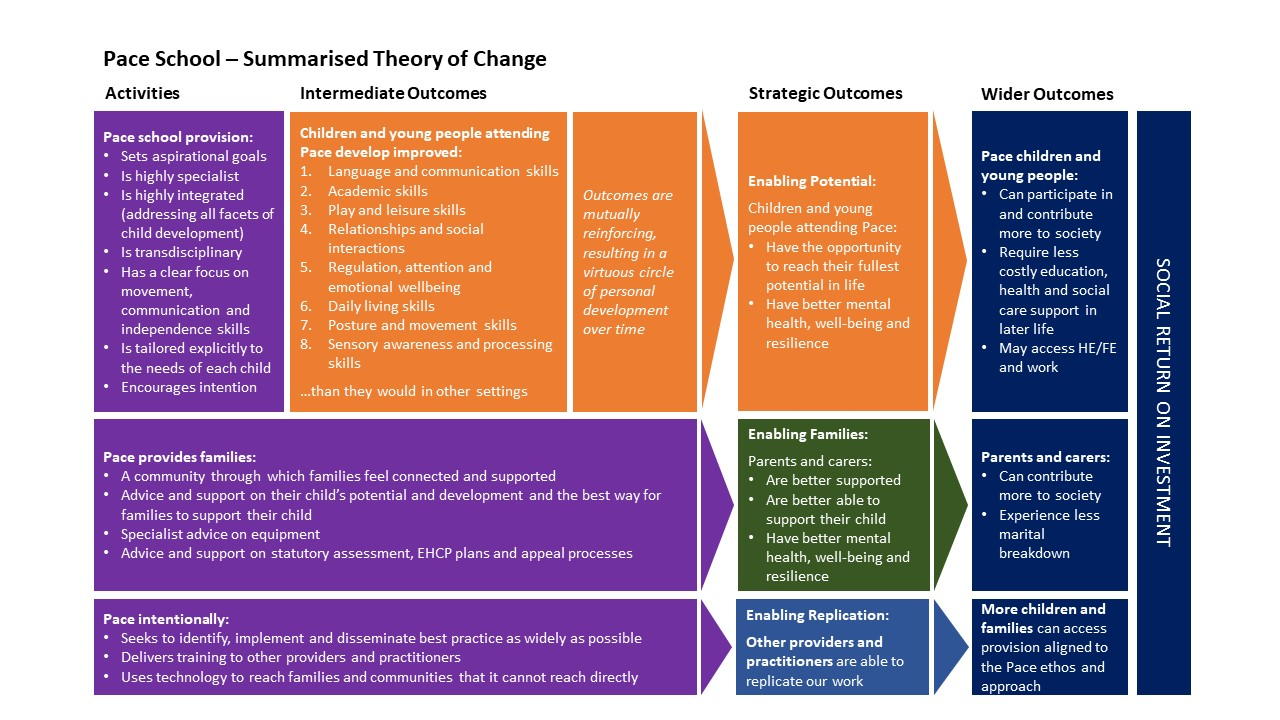 Pace School – Summarised Theory of Change
Activities
Intermediate Outcomes
Strategic Outcomes
Wider Outcomes
Pace school provision:
• Sets aspirational goals
• Is highly specialist
• Is highly integrated
(addressing all facets of
child development)
• Is transdisciplinary
• Has a clear focus on
movement,
communication and
independence skills
• Is tailored explicitly to
the needs of each child
• Encourages intention
Children and young people attending
Pace develop improved:
1. Language and communication skills
2. Academic skills
3. Play and leisure skills
4. Relationships and social
interactions
5. Regulation, attention and
emotional wellbeing
6. Daily living skills
7. Posture and movement skills
8. Sensory awareness and processing
skills
…than they would in other settings
Outcomes are
mutually
reinforcing,
resulting in a
virtuous circle
of personal
development
over time
Enabling Potential:
Children and young
people attending Pace:
• Have the opportunity
to reach their fullest
potential in life
• Have better mental
health, well-being and
resilience
Pace children and
young people:
• Can participate in
and contribute
more to society
• Require less
costly education,
health and social
care support in
later life
• May access HE/FE
and work
Pace provides families:
• A community through which families feel connected and supported
• Advice and support on their child’s potential and development and the best way for
families to support their child
• Specialist advice on equipment
• Advice and support on statutory assessment, EHCP plans and appeal processes
Enabling Families:
Parents and carers:
• Are better supported
• Are better able to
support their child
• Have better mental
health, well-being and
resilience
Parents and carers:
• Can contribute
more to society
• Experience less
marital
breakdown
Pace intentionally:
• Seeks to identify, implement and disseminate best practice as widely as possible
• Delivers training to other providers and practitioners
• Uses technology to reach families and communities that it cannot reach directly
Enabling Replication:
Other providers and
practitioners are able to
replicate our work
More children and
families can access
provision aligned to
the Pace ethos and
approach
SOCIAL RETURN ON INVESTMENT